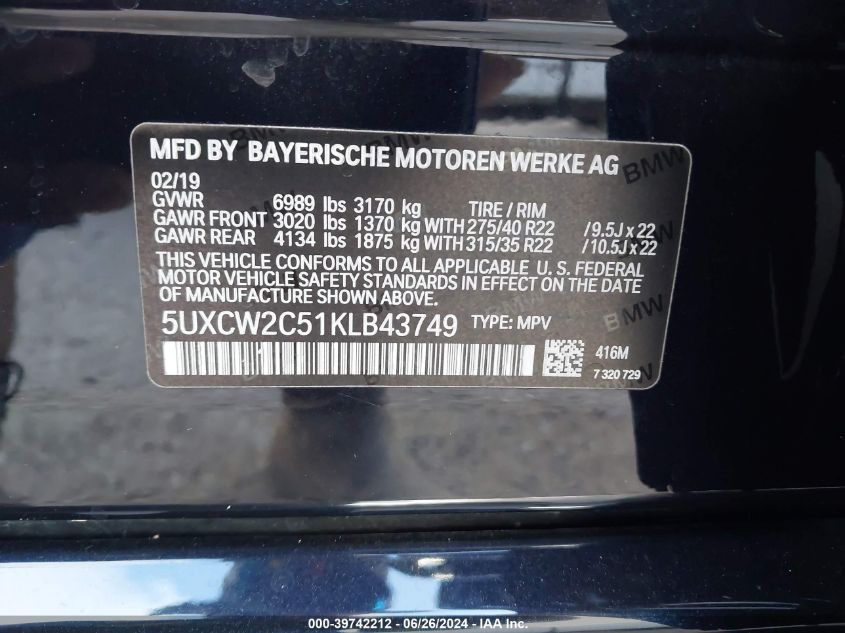 MFD BY BAYERISCHE MOTOREN WERKE AG
02/19
GVWR 6989 lbs 3170 kg TIRE / RIM
GAWR FRONT 3020 lbs 1370 kg WITH 275/40 R22 /9.5J x 22
GAWR REAR 4134 lbs 1875 kg WITH 315/35 R22 /10.5J x 22
THIS VEHICLE CONFORMS TO ALL APPLICABLE U. S. FEDERAL
MOTOR VEHICLE SAFETY STANDARDS IN EFFECT ON THE DATE
OF MANUFACTURE SHOWN ABOVE.
5UXCW2C51KLB43749 TYPE: MPV
416M
7 320 729
BMW
BMW
BMW
BMW
000-39742212 - 06/26/2024 - IAAI Inc.